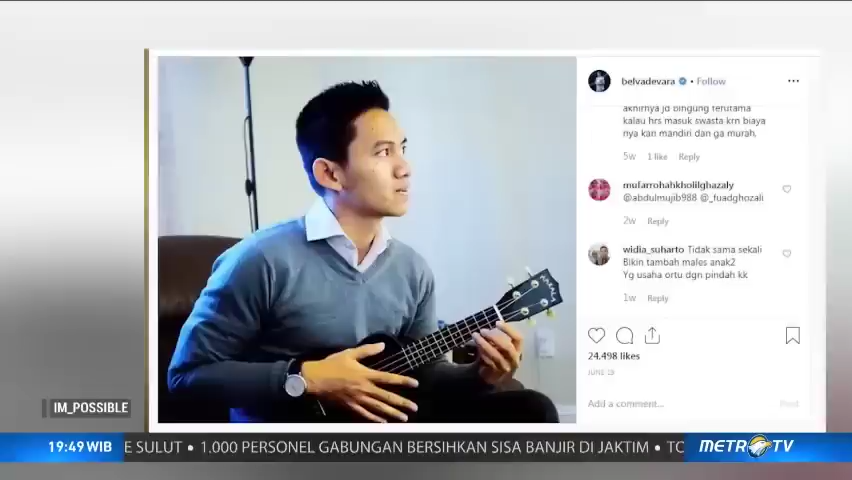 belvadevara • Follow
akhirnya jd bingung terutama
kalau hrs masuk swasta krn biaya
nya kan mandiri dan ga murah.
5w 1 like Reply
mufarrohahkholilghazaly
@abdulmujib988 @_fuadghozali
2w Reply
widia_suharto Tidak sama sekali
BIkin tambah males anak2
Yg usaha ortu dgn pindah kk
1w Reply
24.498 likes
JUNE 19
Add a comment... Post
IM_POSSIBLE
19:49 WIB E SULUT • 1.000 PERSONEL GABUNGAN BERSIHKAN SISA BANJIR DI JAKTIM • TO METRO TV